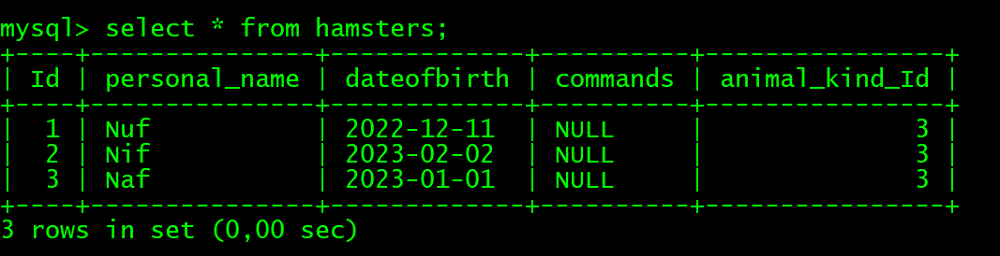 mysql> select * from hamsters;
+----+---------------+-------------+----------+----------------+
| Id | personal_name | dateofbirth | commands | animal_kind_Id |
+----+---------------+-------------+----------+----------------+
|  1 | Nuf           | 2022-12-11  | NULL     |              3 |
|  2 | Nif           | 2023-02-02  | NULL     |              3 |
|  3 | Naf           | 2023-01-01  | NULL     |              3 |
+----+---------------+-------------+----------+----------------+
3 rows in set (0,00 sec)